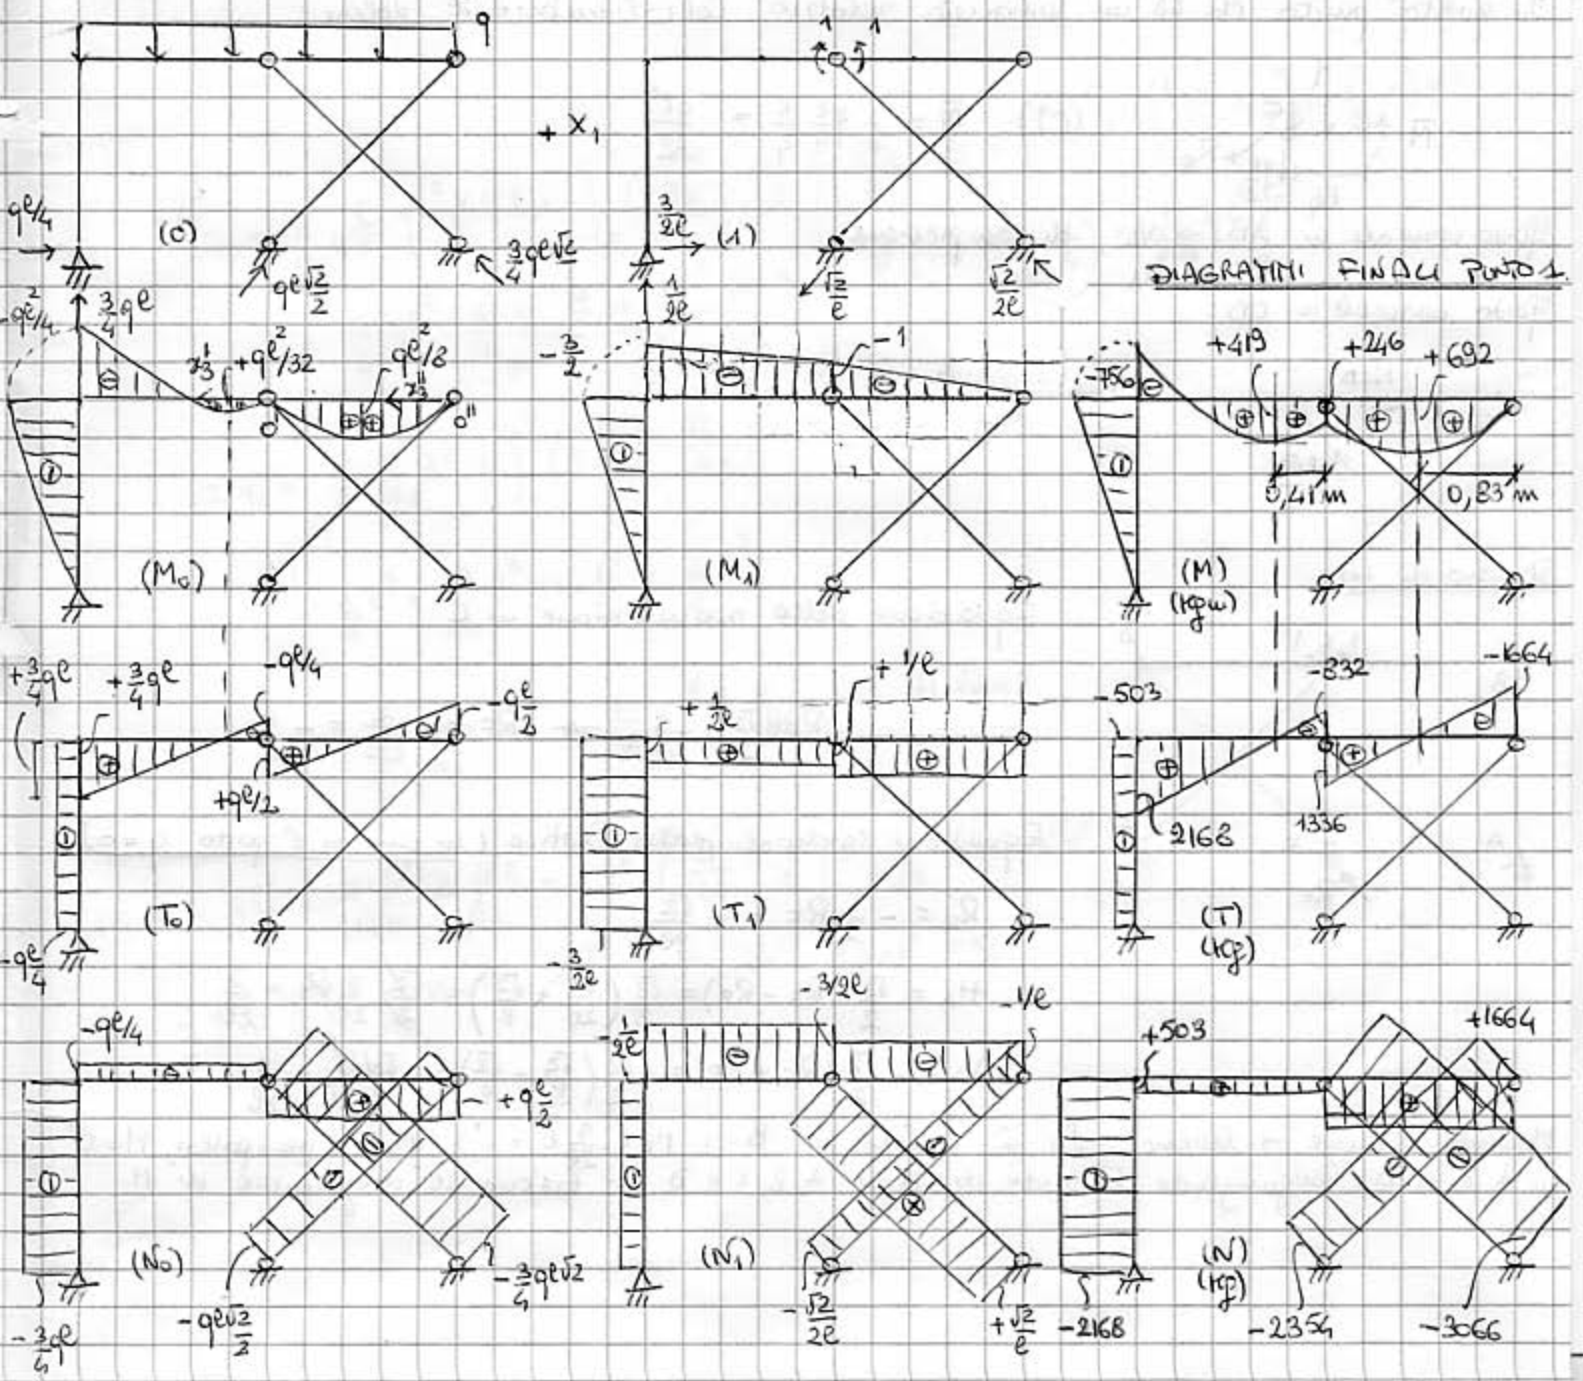 q
+ X₁
1 1
qℓ/4
(0)
qℓ√2/2
3/4 qℓ√2
3/4 qℓ
3/2ℓ
(1)
1/2ℓ
√2/ℓ
√2/2ℓ
DIAGRAMMI FINALI PUNTO 1
-qℓ²/4
+qℓ²/32
qℓ²/8
(M₀)
-3/2
-1
(M₁)
-756
+419
+246
+692
0,41 m
0,83 m
(M)
(kgm)
+3/4 qℓ
+3/4 qℓ
-qℓ/4
-qℓ/2
+qℓ/2
-qℓ/4
(T₀)
+1/2ℓ
+1/ℓ
-3/2ℓ
(T₁)
-503
-832
-1664
2168
1336
(T)
(kg)
-qℓ/4
+qℓ/2
(N₀)
-3/4 qℓ
-qℓ√2/2
-3/4 qℓ√2
-1/2ℓ
-3/2ℓ
-1/ℓ
(N₁)
-√2/2ℓ
+√2/ℓ
+503
+1664
(N)
(kg)
-2168
-2354
-3066